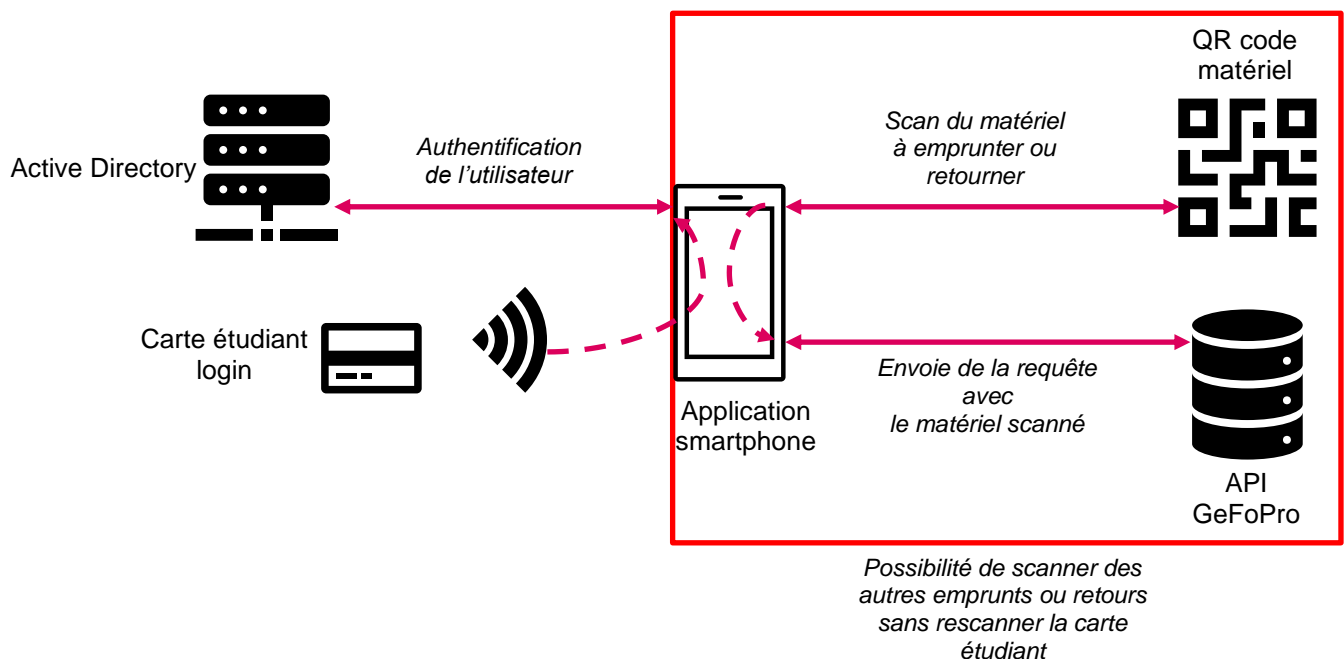 QR code
matériel
Active Directory
Authentification
de l'utilisateur
Scan du matériel
à emprunter ou
retourner
Carte étudiant
login
Application
smartphone
Envoie de la requête
avec
le matériel scanné
API
GeFoPro
Possibilité de scanner des
autres emprunts ou retours
sans rescanner la carte
étudiant